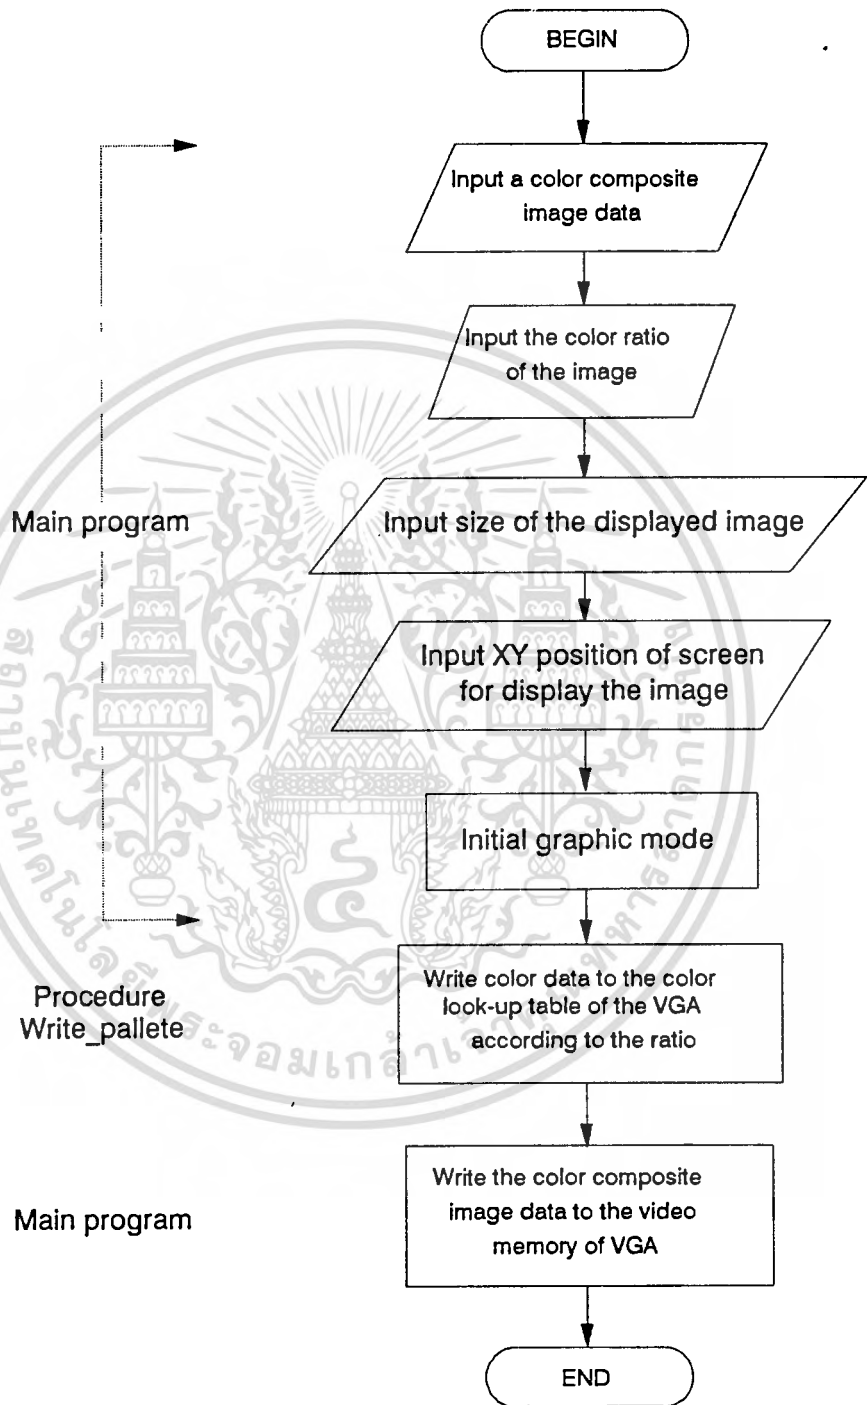 BEGIN
Input a color composite
image data
Input the color ratio
of the image
Main program
Input size of the displayed image
Input XY position of screen
for display the image
Initial graphic mode
Procedure
Write_pallete
Write color data to the color
look-up table of the VGA
according to the ratio
Main program
Write the color composite
image data to the video
memory of VGA
END